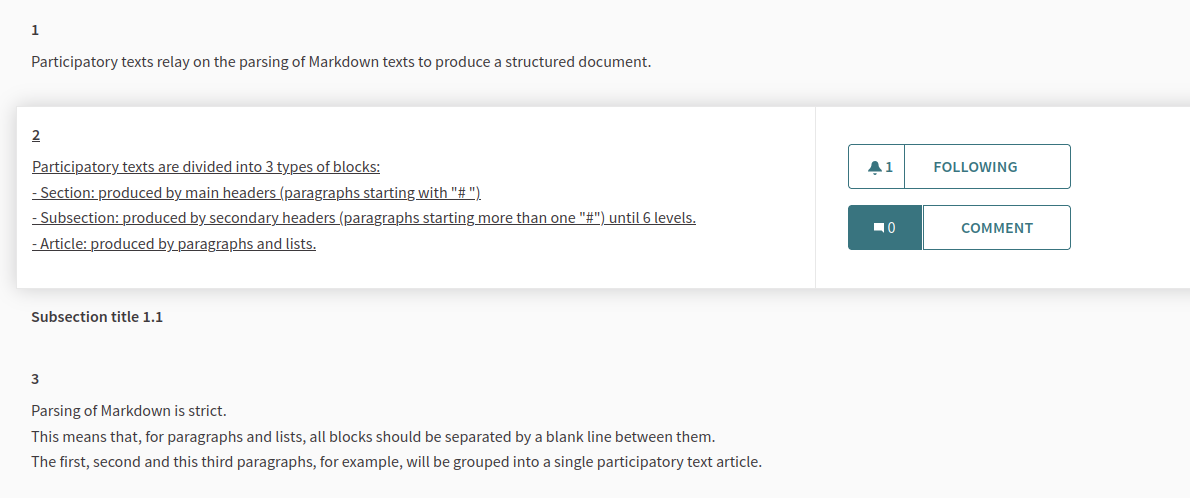 1
Participatory texts relay on the parsing of Markdown texts to produce a structured document.
2
Participatory texts are divided into 3 types of blocks:
- Section: produced by main headers (paragraphs starting with "# ")
- Subsection: produced by secondary headers (paragraphs starting more than one "#") until 6 levels.
- Article: produced by paragraphs and lists.
1 FOLLOWING
0 COMMENT
Subsection title 1.1
3
Parsing of Markdown is strict.
This means that, for paragraphs and lists, all blocks should be separated by a blank line between them.
The first, second and this third paragraphs, for example, will be grouped into a single participatory text article.